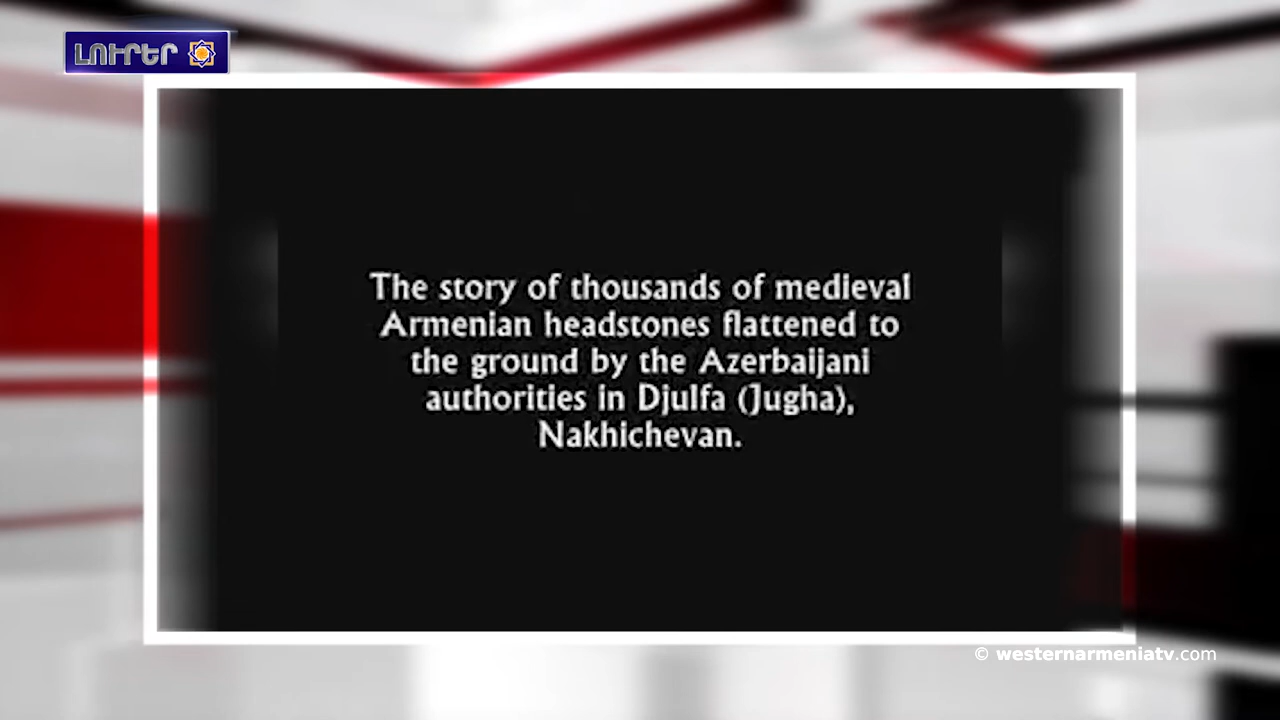 ԼՈՒՐԵՐ
The story of thousands of medieval
Armenian headstones flattened to
the ground by the Azerbaijani
authorities in Djulfa (Jugha),
Nakhichevan.
© westernarmeniatv.com